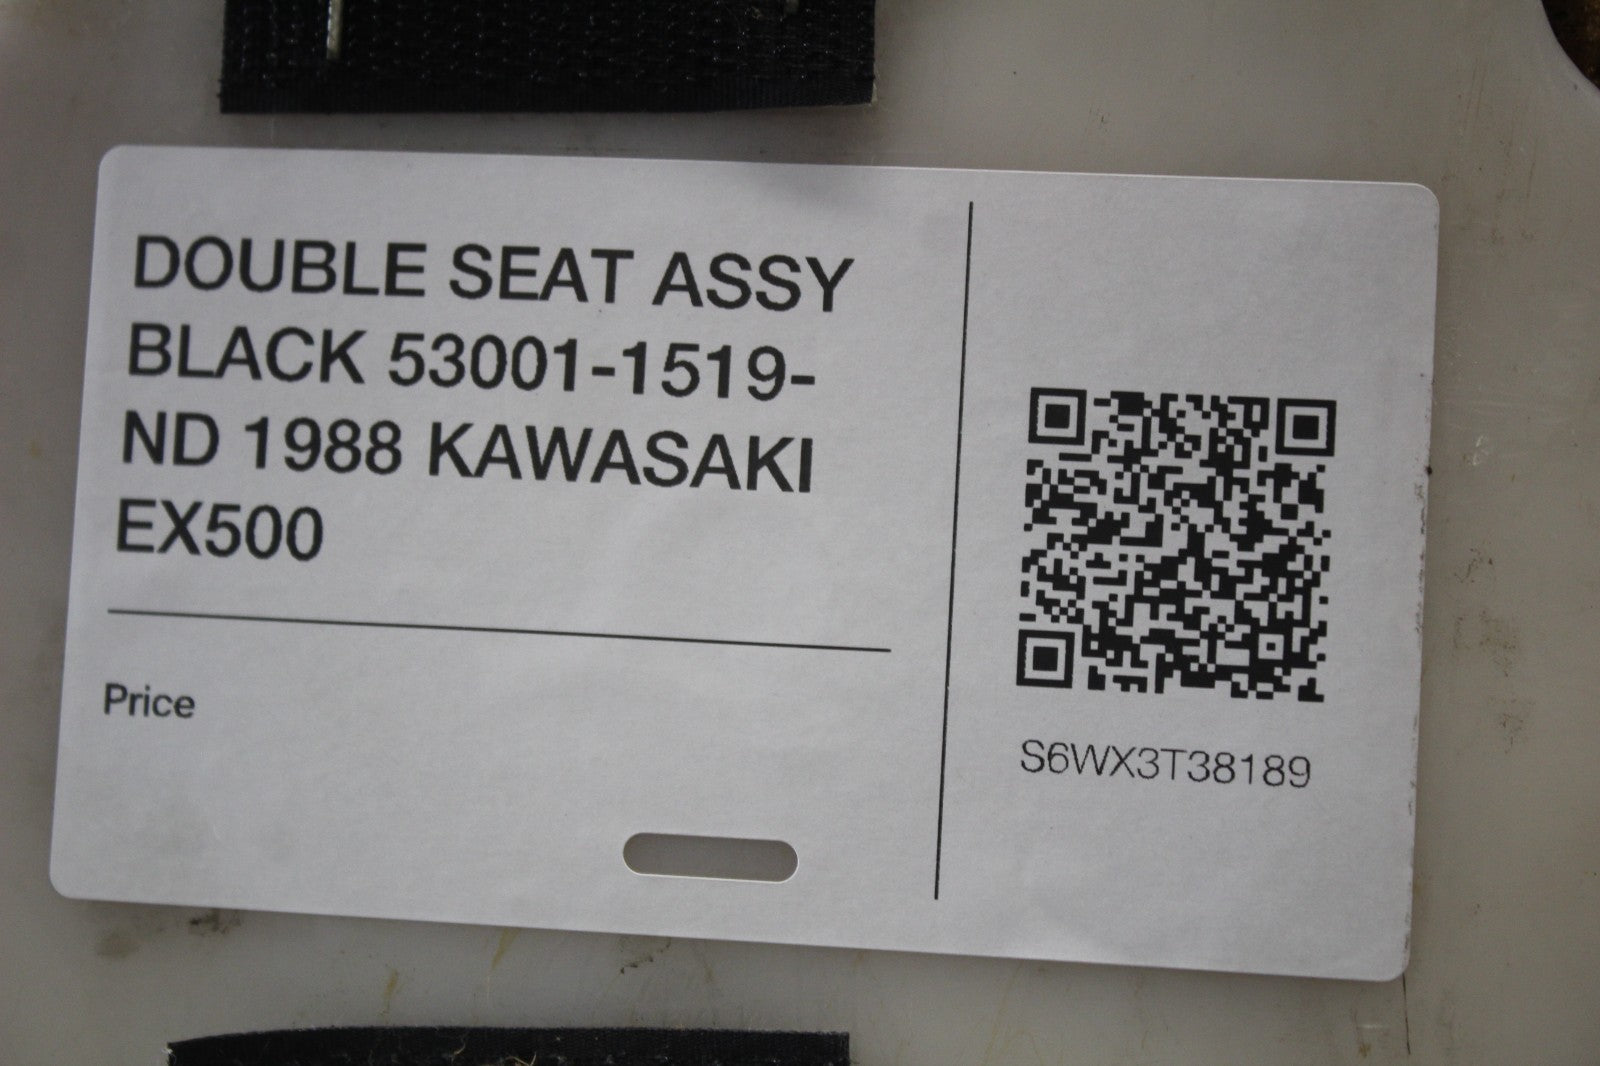 DOUBLE SEAT ASSY
BLACK 53001-1519-
ND 1988 KAWASAKI
EX500
Price
S6WX3T38189